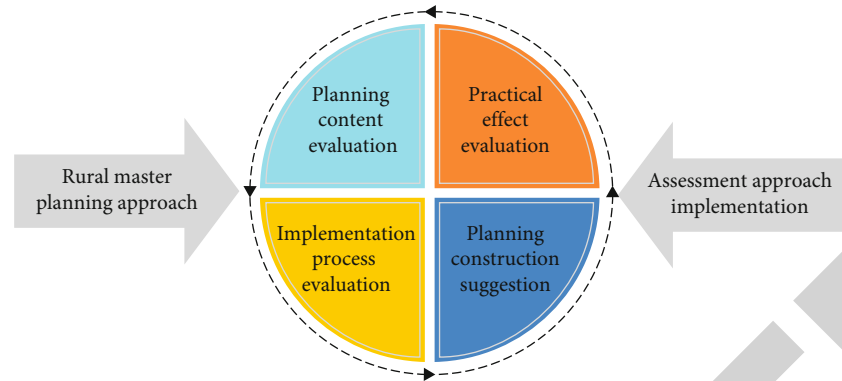 Planning
content
evaluation
Practical
effect
evaluation
Rural master
planning approach
Assessment approach
implementation
Implementation
process
evaluation
Planning
construction
suggestion